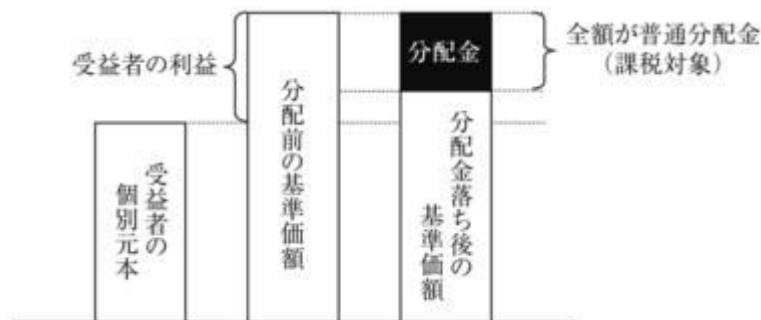 受益者の利益
分配金
全額が普通分配金
（課税対象）
受益者の
個別元本
分配前の基準価額
分配金落ち後の
基準価額